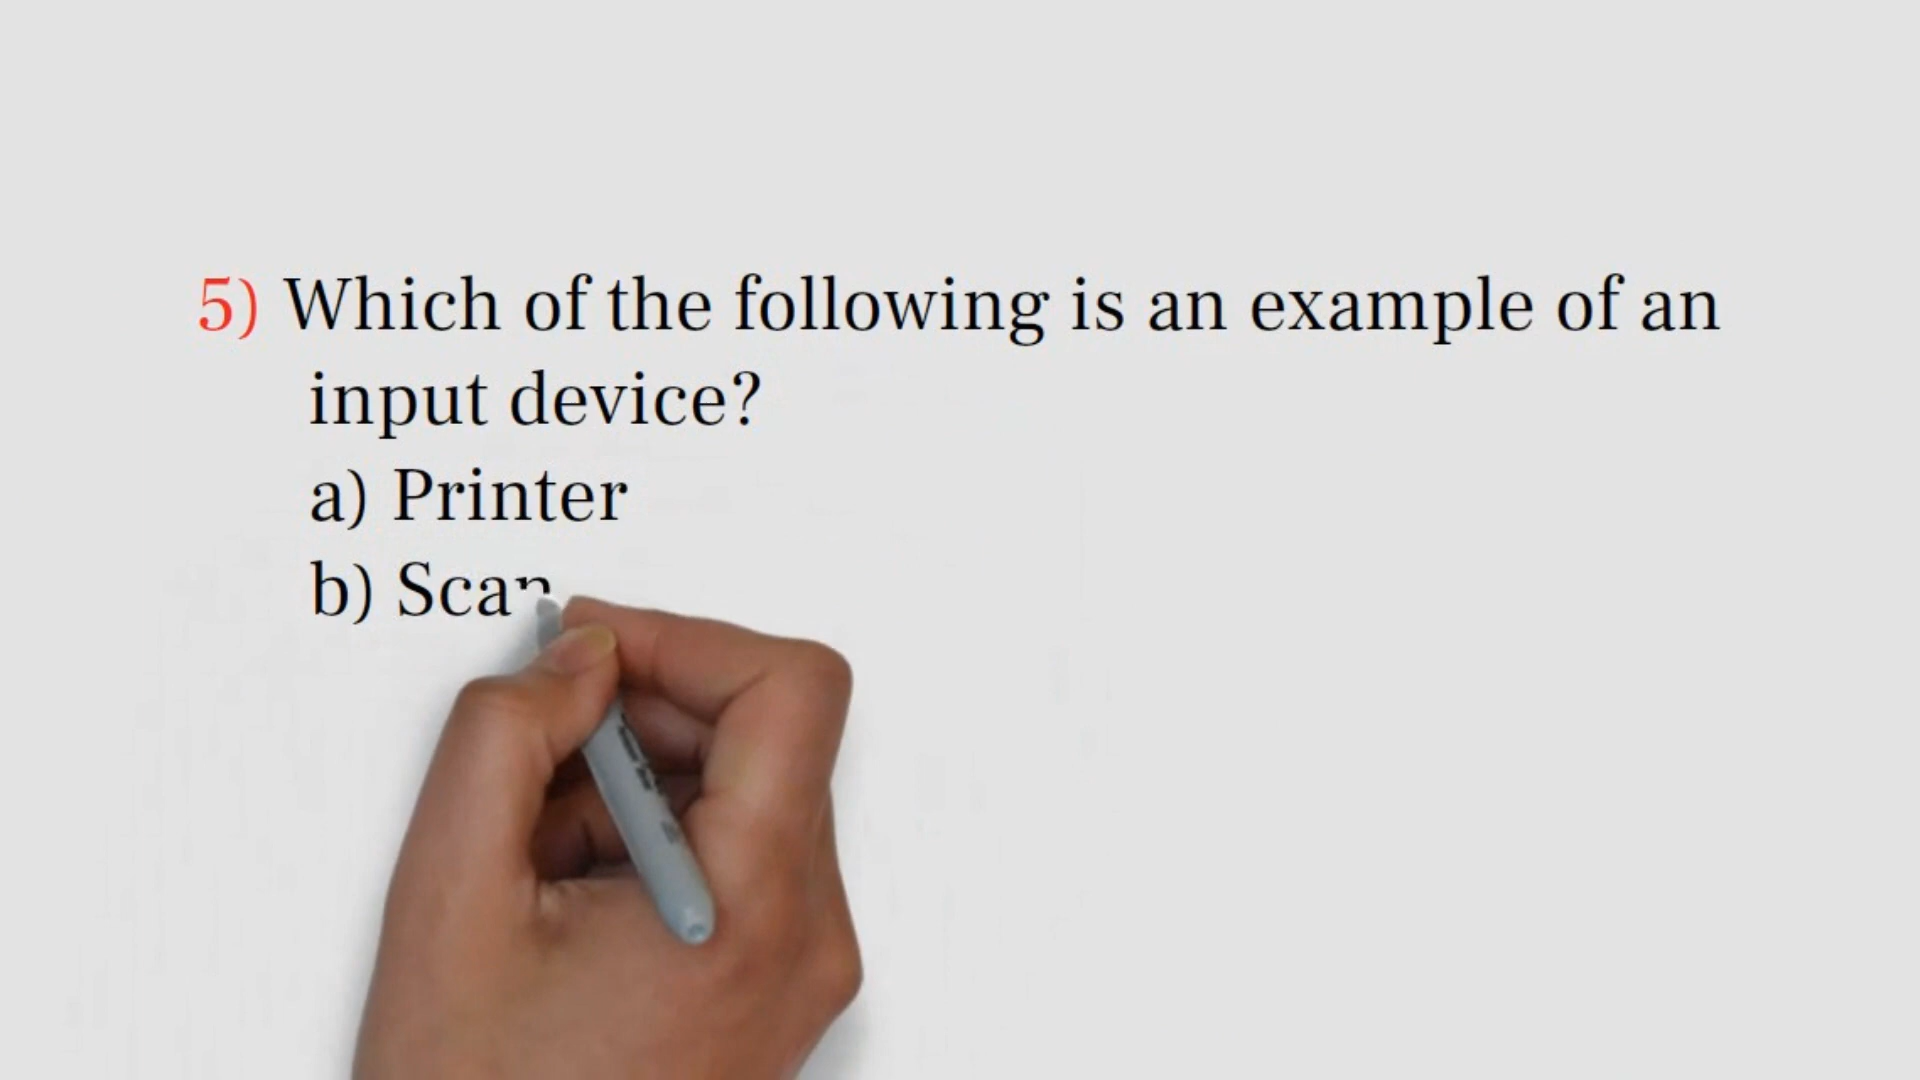 5) Which of the following is an example of an
input device?
a) Printer
b) Scan